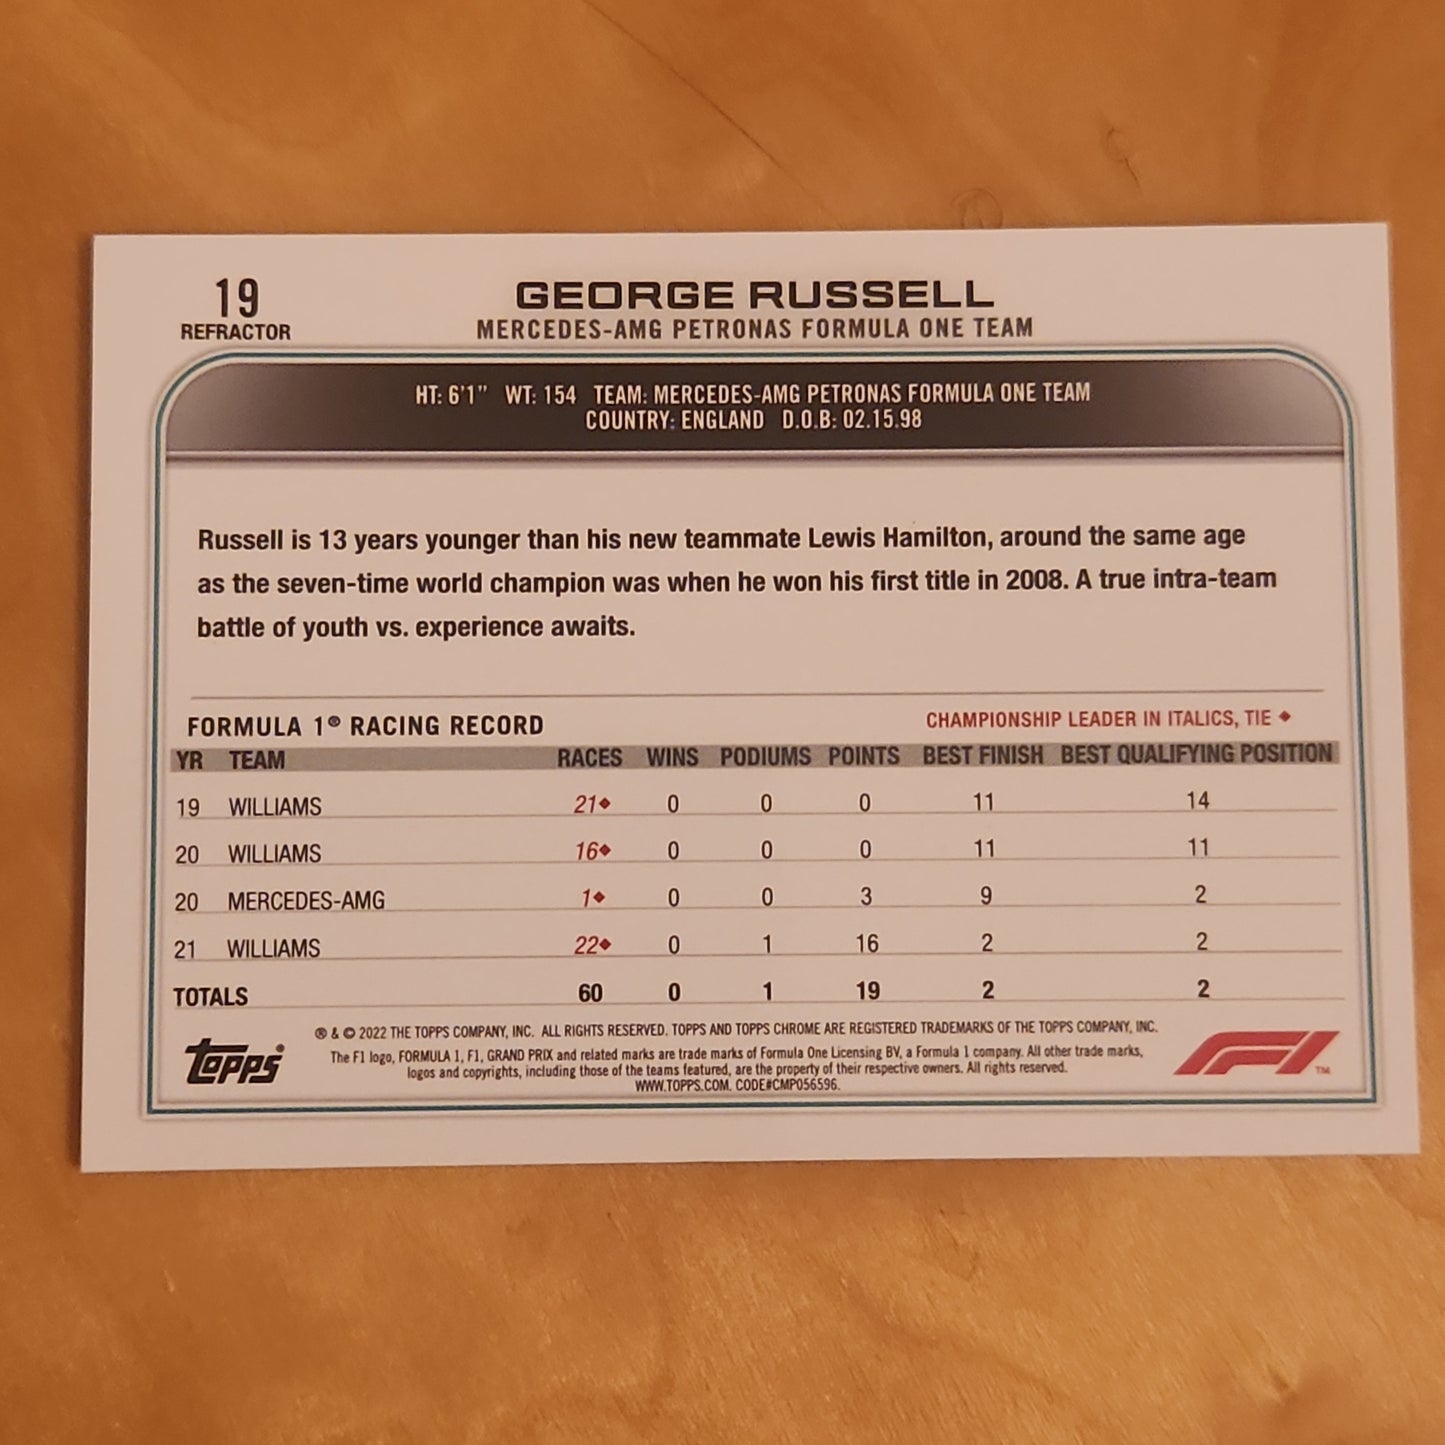 19
REFRACTOR
GEORGE RUSSELL
MERCEDES-AMG PETRONAS FORMULA ONE TEAM
HT: 6'1" WT: 154 TEAM: MERCEDES-AMG PETRONAS FORMULA ONE TEAM
COUNTRY: ENGLAND D.O.B: 02.15.98
Russell is 13 years younger than his new teammate Lewis Hamilton, around the same age
as the seven-time world champion was when he won his first title in 2008. A true intra-team
battle of youth vs. experience awaits.
FORMULA 1® RACING RECORD
CHAMPIONSHIP LEADER IN ITALICS, TIE ♦
YR TEAM RACES WINS PODIUMS POINTS BEST FINISH BEST QUALIFYING POSITION
19 WILLIAMS 21♦ 0 0 0 11 14
20 WILLIAMS 16♦ 0 0 0 11 11
20 MERCEDES-AMG 1♦ 0 0 3 9 2
21 WILLIAMS 22♦ 0 1 16 2 2
TOTALS 60 0 1 19 2 2
® & © 2022 THE TOPPS COMPANY, INC. ALL RIGHTS RESERVED. TOPPS AND TOPPS CHROME ARE REGISTERED TRADEMARKS OF THE TOPPS COMPANY, INC.
The F1 logo, FORMULA 1, F1, GRAND PRIX and related marks are trade marks of Formula One Licensing BV, a Formula 1 company. All other trade marks,
logos and copyrights, including those of the teams featured, are the property of their respective owners. All rights reserved.
WWW.TOPPS.COM. CODE#CMP056596.
topps®
F1™